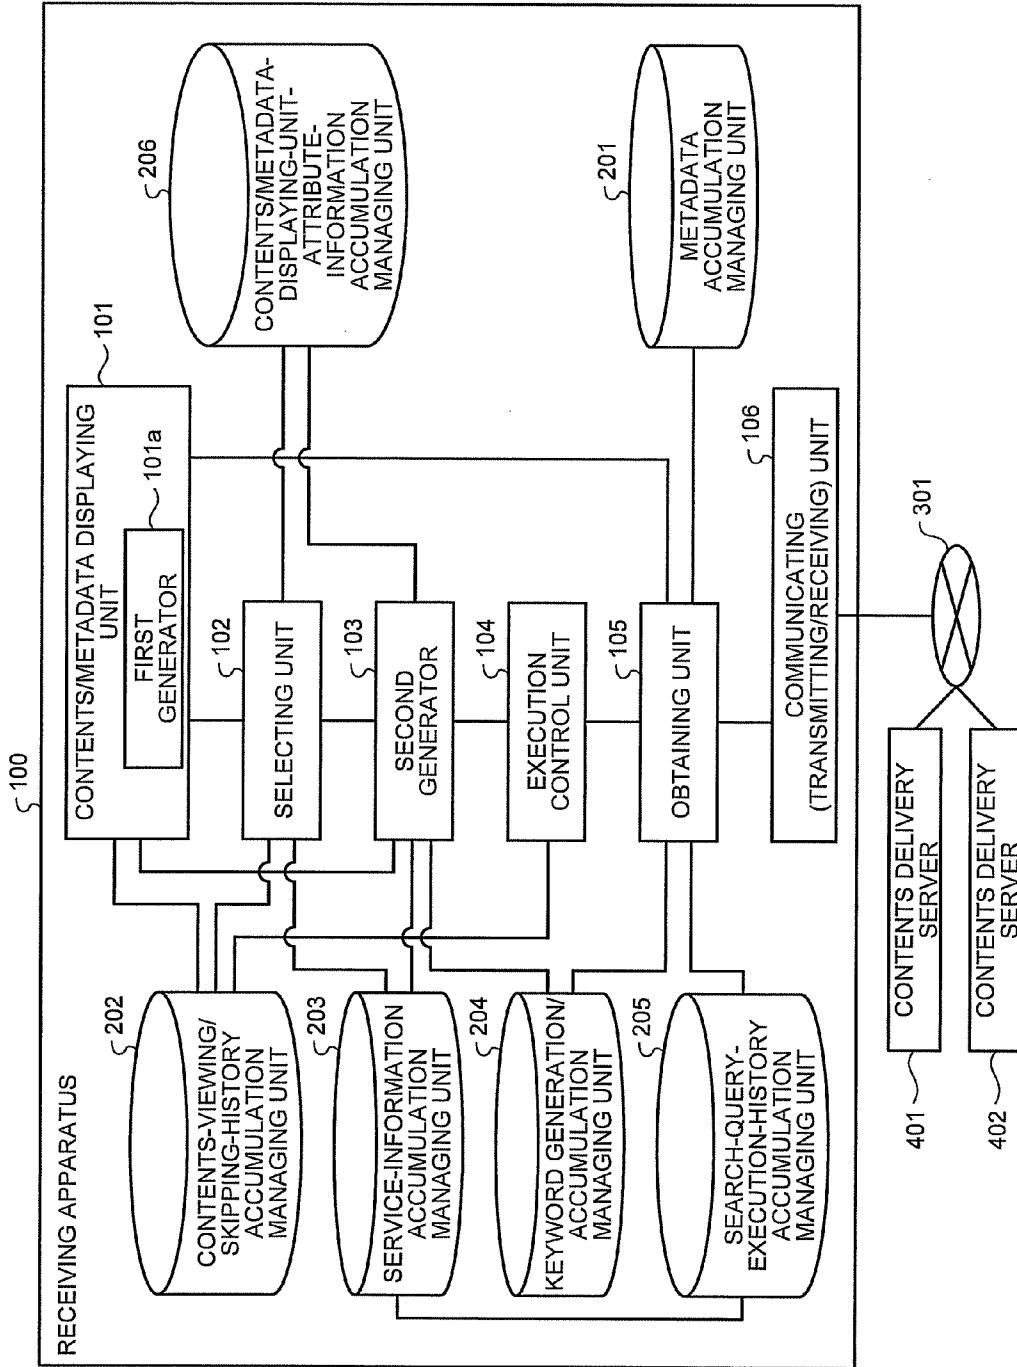 100
RECEIVING APPARATUS
202
CONTENTS-VIEWING/
SKIPPING-HISTORY
ACCUMULATION
MANAGING UNIT
203
SERVICE-INFORMATION
ACCUMULATION
MANAGING UNIT
204
KEYWORD GENERATION/
ACCUMULATION
MANAGING UNIT
205
SEARCH-QUERY-
EXECUTION-HISTORY
ACCUMULATION
MANAGING UNIT
101
CONTENTS/METADATA DISPLAYING
UNIT
101a
FIRST
GENERATOR
102
SELECTING UNIT
103
SECOND
GENERATOR
104
EXECUTION
CONTROL UNIT
105
OBTAINING UNIT
106
COMMUNICATING
(TRANSMITTING/RECEIVING) UNIT
206
CONTENTS/METADATA-
DISPLAYING-UNIT-
ATTRIBUTE-
INFORMATION
ACCUMULATION
MANAGING UNIT
201
METADATA
ACCUMULATION
MANAGING UNIT
301
401
CONTENTS DELIVERY
SERVER
402
CONTENTS DELIVERY
SERVER